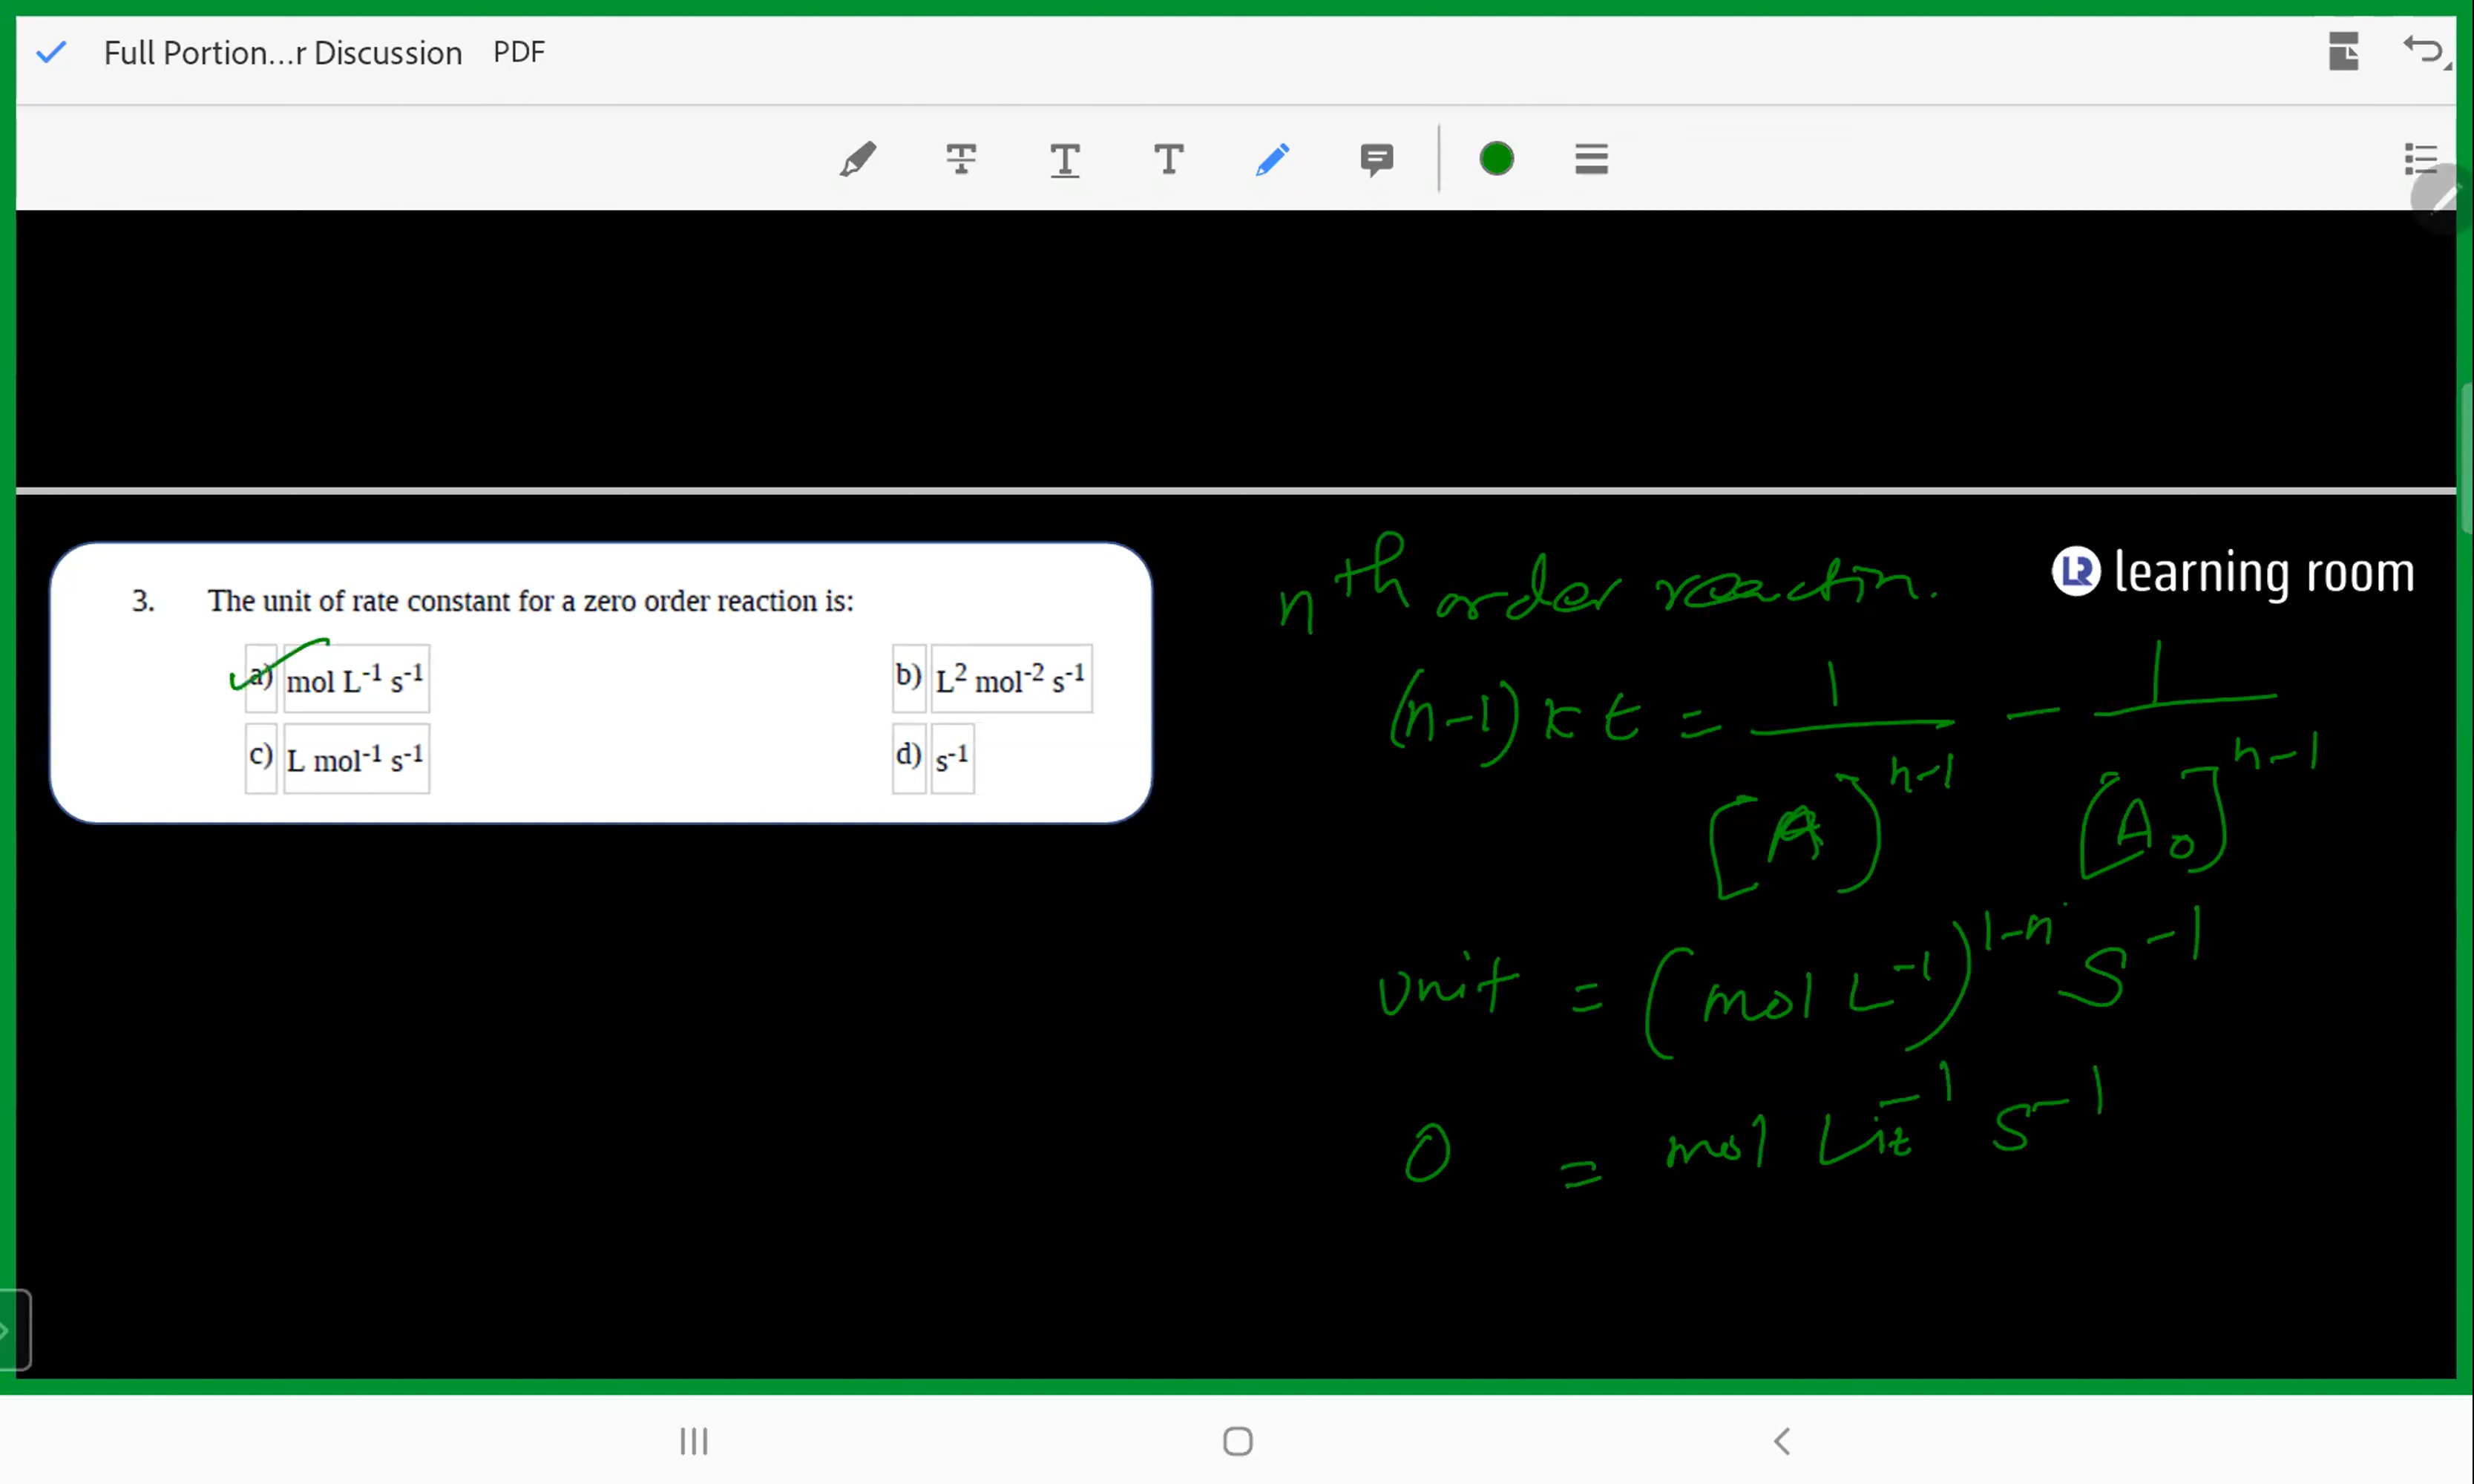 Full Portion...r Discussion PDF
3. The unit of rate constant for a zero order reaction is:
a) mol L⁻¹ s⁻¹
b) L² mol⁻² s⁻¹
c) L mol⁻¹ s⁻¹
d) s⁻¹
LR learning room
nᵗʰ order reaction.
(n-1) k t = 1/[A]ⁿ⁻¹ - 1/[A₀]ⁿ⁻¹
unit = (mol L⁻¹)¹⁻ⁿ S⁻¹
0 = mol Lit⁻¹ S⁻¹